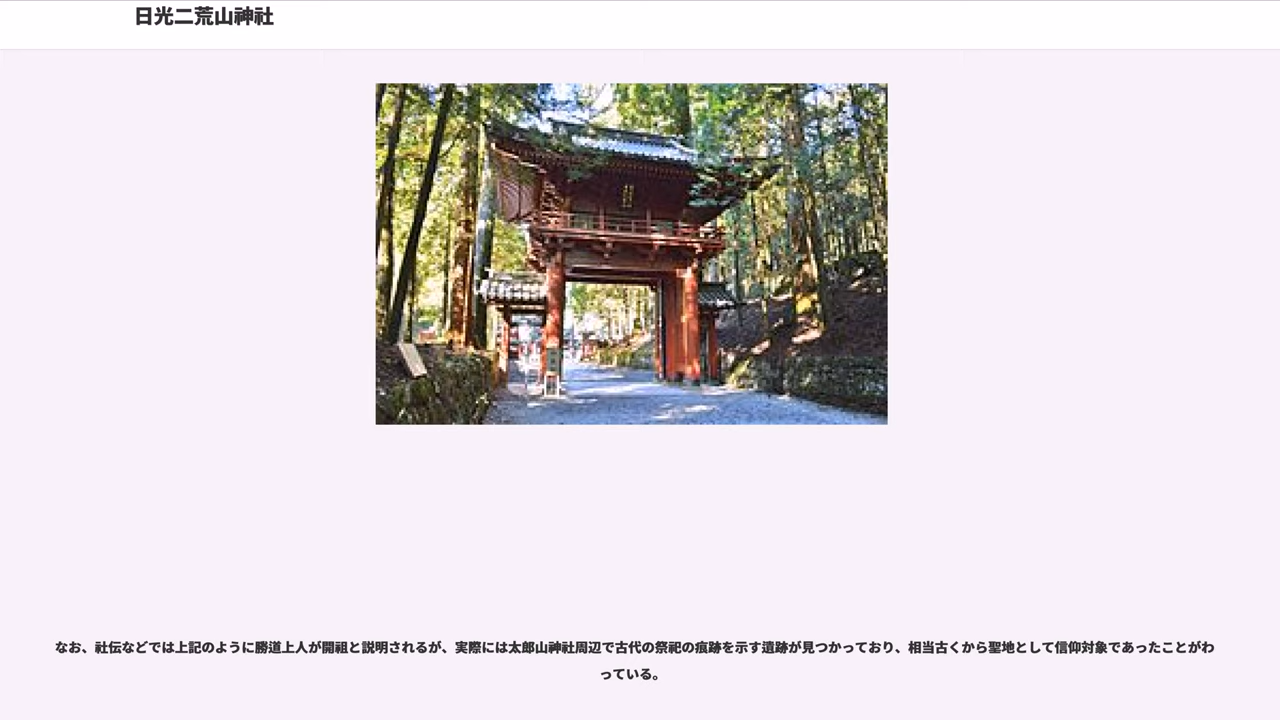 日光二荒山神社
なお、社伝などでは上記のように勝道上人が開祖と説明されるが、実際には太郎山神社周辺で古代の祭祀の痕跡を示す遺跡が見つかっており、相当古くから聖地として信仰対象であったことがわ
っている。